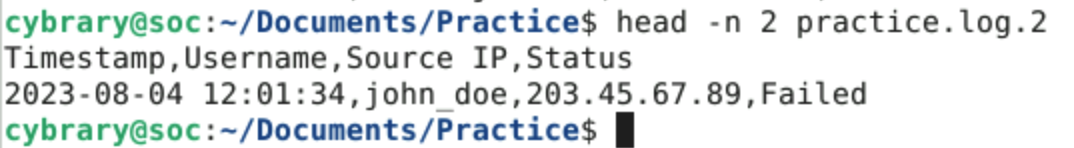 cybrary@soc:~/Documents/Practice$ head -n 2 practice.log.2
Timestamp,Username,Source IP,Status
2023-08-04 12:01:34,john_doe,203.45.67.89,Failed
cybrary@soc:~/Documents/Practice$